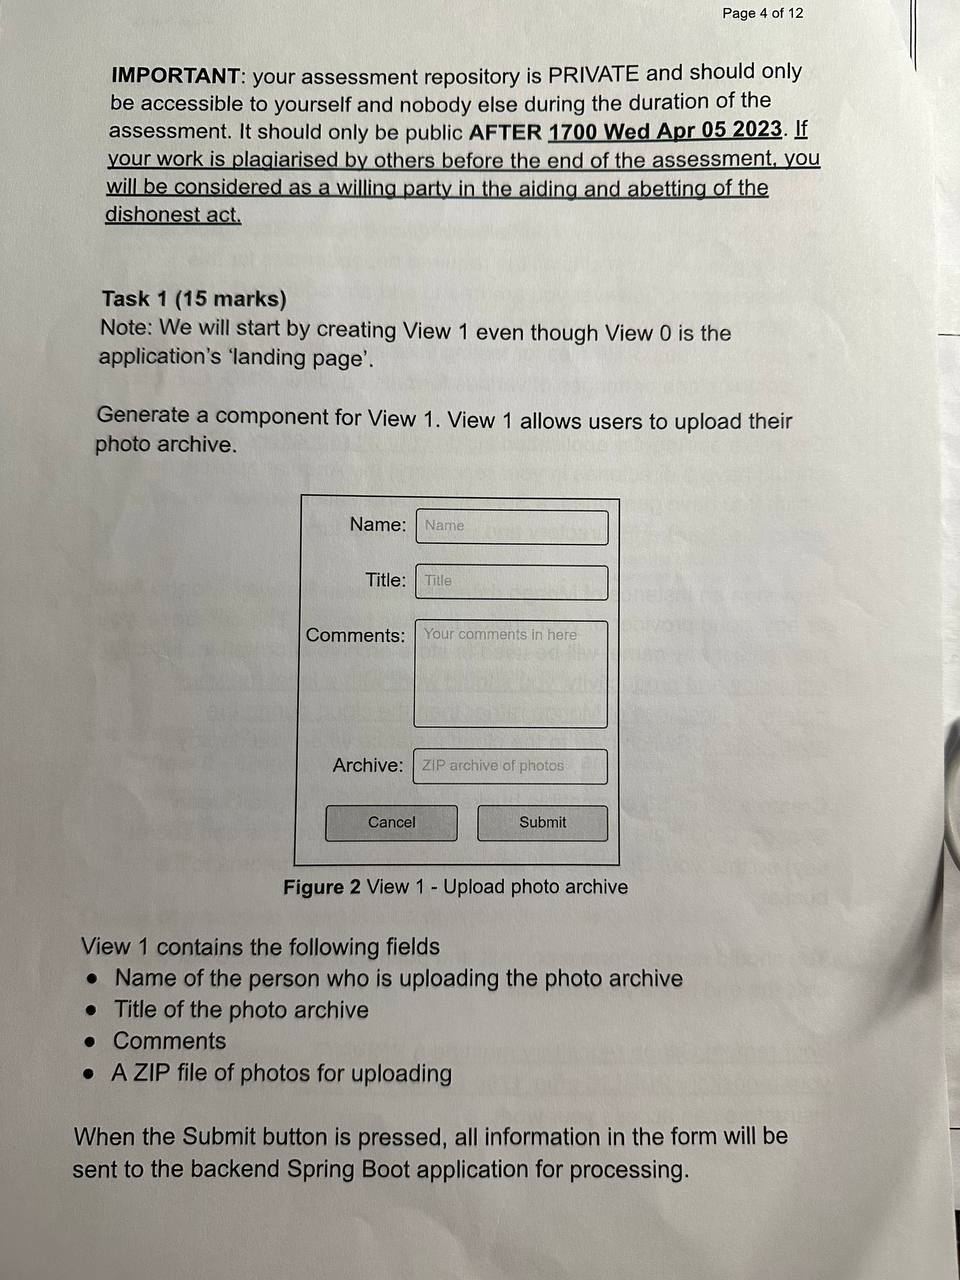 Page 4 of 12
IMPORTANT: your assessment repository is PRIVATE and should only
be accessible to yourself and nobody else during the duration of the
assessment. It should only be public AFTER 1700 Wed Apr 05 2023. If
your work is plagiarised by others before the end of the assessment, you
will be considered as a willing party in the aiding and abetting of the
dishonest act.
Task 1 (15 marks)
Note: We will start by creating View 1 even though View 0 is the
application's 'landing page'.
Generate a component for View 1. View 1 allows users to upload their
photo archive.
Name: Name
Title: Title
Comments: Your comments in here
Archive: ZIP archive of photos
Cancel Submit
Figure 2 View 1 - Upload photo archive
View 1 contains the following fields
● Name of the person who is uploading the photo archive
● Title of the photo archive
● Comments
● A ZIP file of photos for uploading
When the Submit button is pressed, all information in the form will be
sent to the backend Spring Boot application for processing.